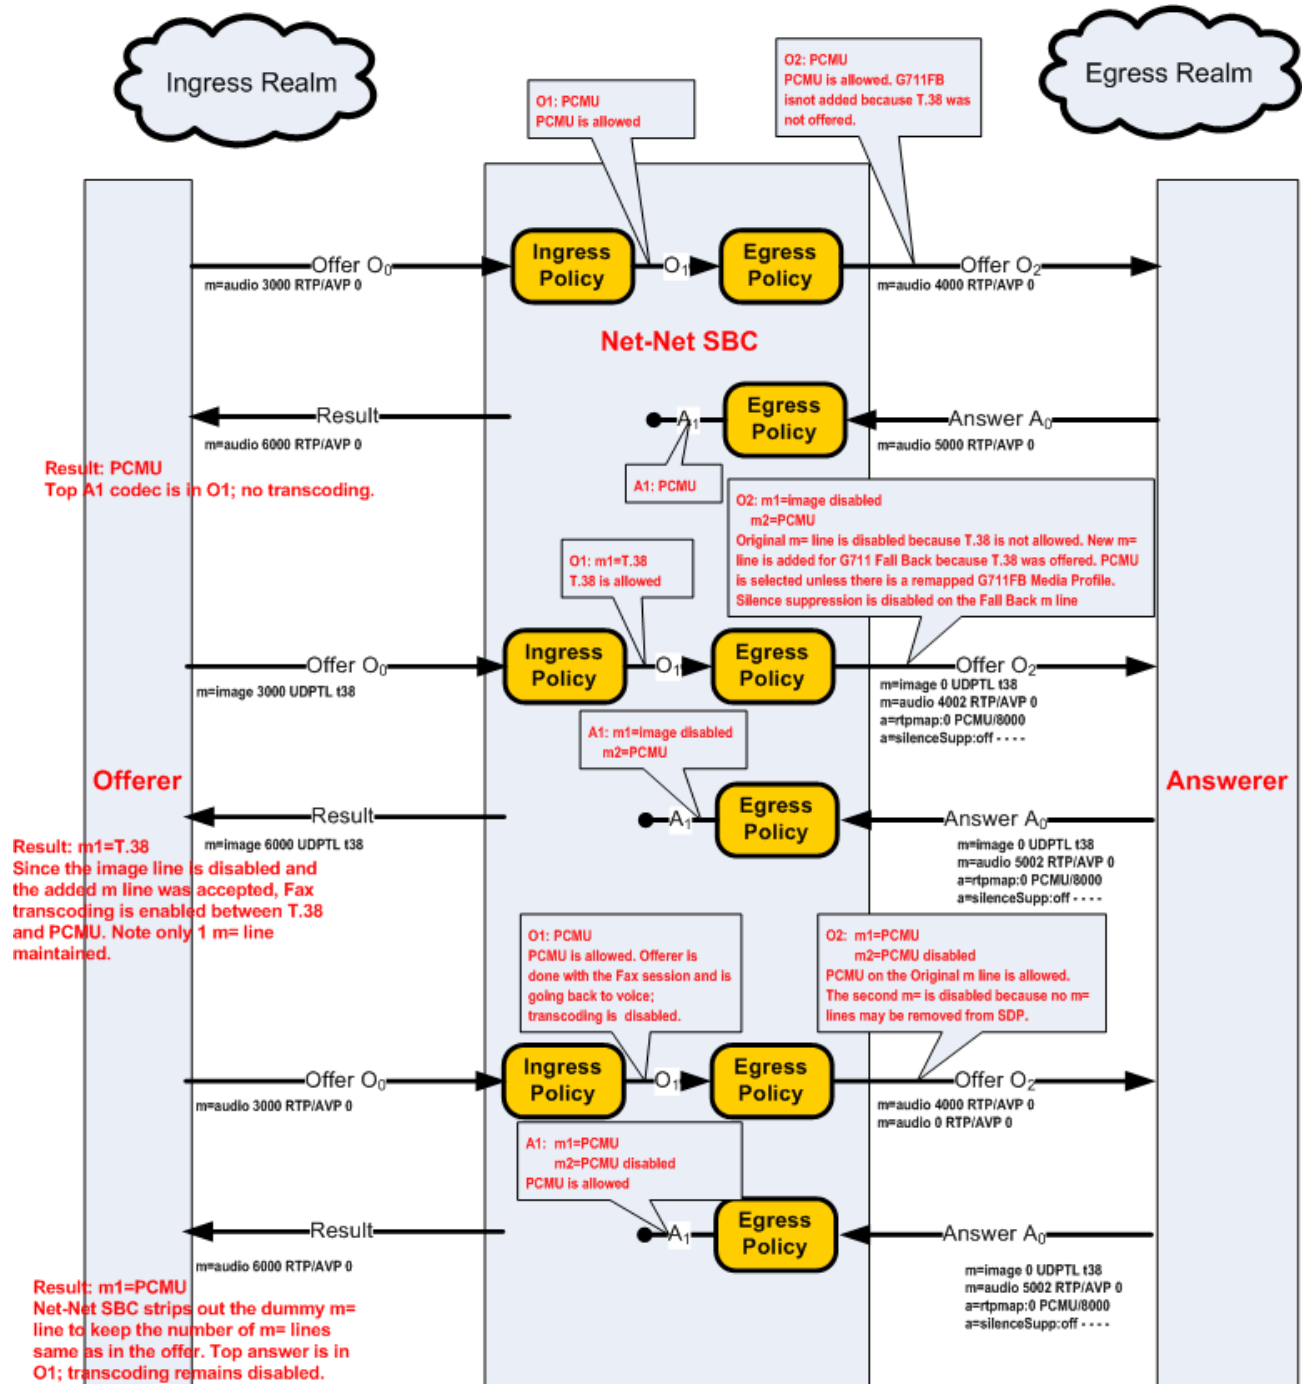 Ingress Realm
Egress Realm
O1: PCMU
PCMU is allowed
O2: PCMU
PCMU is allowed. G711FB
isnot added because T.38 was
not offered.
Offer O0
m=audio 3000 RTP/AVP 0
Ingress
Policy
O1
Egress
Policy
Offer O2
m=audio 4000 RTP/AVP 0
Net-Net SBC
Result
m=audio 6000 RTP/AVP 0
A1
Egress
Policy
Answer A0
m=audio 5000 RTP/AVP 0
Result: PCMU
Top A1 codec is in O1; no transcoding.
A1: PCMU
O2: m1=image disabled
m2=PCMU
Original m= line is disabled because T.38 is not allowed. New m=
line is added for G711 Fall Back because T.38 was offered. PCMU
is selected unless there is a remapped G711FB Media Profile.
Silence suppression is disabled on the Fall Back m line
O1: m1=T.38
T.38 is allowed
Offer O0
m=image 3000 UDPTL t38
Ingress
Policy
O1
Egress
Policy
Offer O2
m=image 0 UDPTL t38
m=audio 4002 RTP/AVP 0
a=rtpmap:0 PCMU/8000
a=silenceSupp:off - - - -
A1: m1=image disabled
m2=PCMU
Offerer
Answerer
Result
m=image 6000 UDPTL t38
A1
Egress
Policy
Answer A0
m=image 0 UDPTL t38
m=audio 5002 RTP/AVP 0
a=rtpmap:0 PCMU/8000
a=silenceSupp:off - - - -
Result: m1=T.38
Since the image line is disabled and
the added m line was accepted, Fax
transcoding is enabled between T.38
and PCMU. Note only 1 m= line
maintained.
O1: PCMU
PCMU is allowed. Offerer is
done with the Fax session and is
going back to voice;
transcoding is disabled.
O2: m1=PCMU
m2=PCMU disabled
PCMU on the Original m line is allowed.
The second m= is disabled because no m=
lines may be removed from SDP.
Offer O0
m=audio 3000 RTP/AVP 0
Ingress
Policy
O1
Egress
Policy
Offer O2
m=audio 4000 RTP/AVP 0
m=audio 0 RTP/AVP 0
A1: m1=PCMU
m2=PCMU disabled
PCMU is allowed
Result
m=audio 6000 RTP/AVP 0
A1
Egress
Policy
Answer A0
m=image 0 UDPTL t38
m=audio 5002 RTP/AVP 0
a=rtpmap:0 PCMU/8000
a=silenceSupp:off - - - -
Result: m1=PCMU
Net-Net SBC strips out the dummy m=
line to keep the number of m= lines
same as in the offer. Top answer is in
O1; transcoding remains disabled.